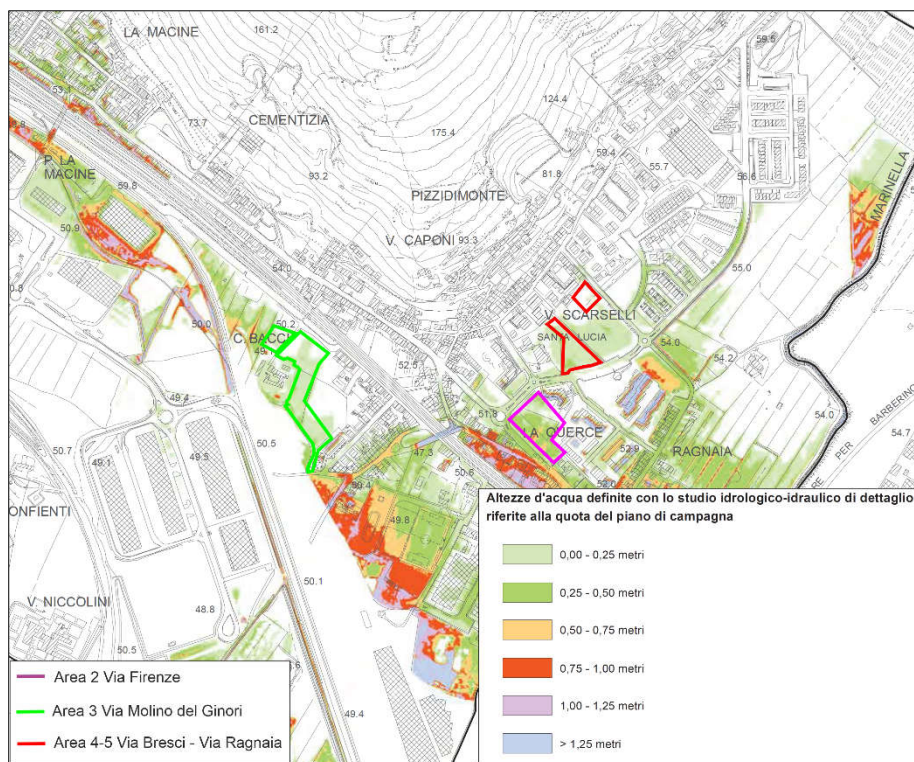 LA MACINE
161.2
59.5
53.1
73.7
CEMENTIZIA
124.4
175.4
59.4
55.7
P. LA
MACINE
59.8
93.2
81.8
56.6
PIZZIDIMONTE
MARINELLA
50.9
V. CAPONI
93.3
54.0
55.0
50.0
50.2
V. SCARSELLI
C. BACCI
SANTA LUCIA
54.0
54.2
52.5
49.4
51.8
54.0
LA QUERCE
BARBERINO
PER
50.7
50.5
47.3
52.9
RAGNAIA
54.7
49.1
49.5
50.6
52.0
50.4
49.8
50.1
V. NICCOLINI
48.8
50.5
49.4
Altezze d'acqua definite con lo studio idrologico-idraulico di dettaglio
riferite alla quota del piano di campagna
0,00 - 0,25 metri
0,25 - 0,50 metri
0,50 - 0,75 metri
0,75 - 1,00 metri
1,00 - 1,25 metri
> 1,25 metri
Area 2 Via Firenze
Area 3 Via Molino del Ginori
Area 4-5 Via Bresci - Via Ragnaia